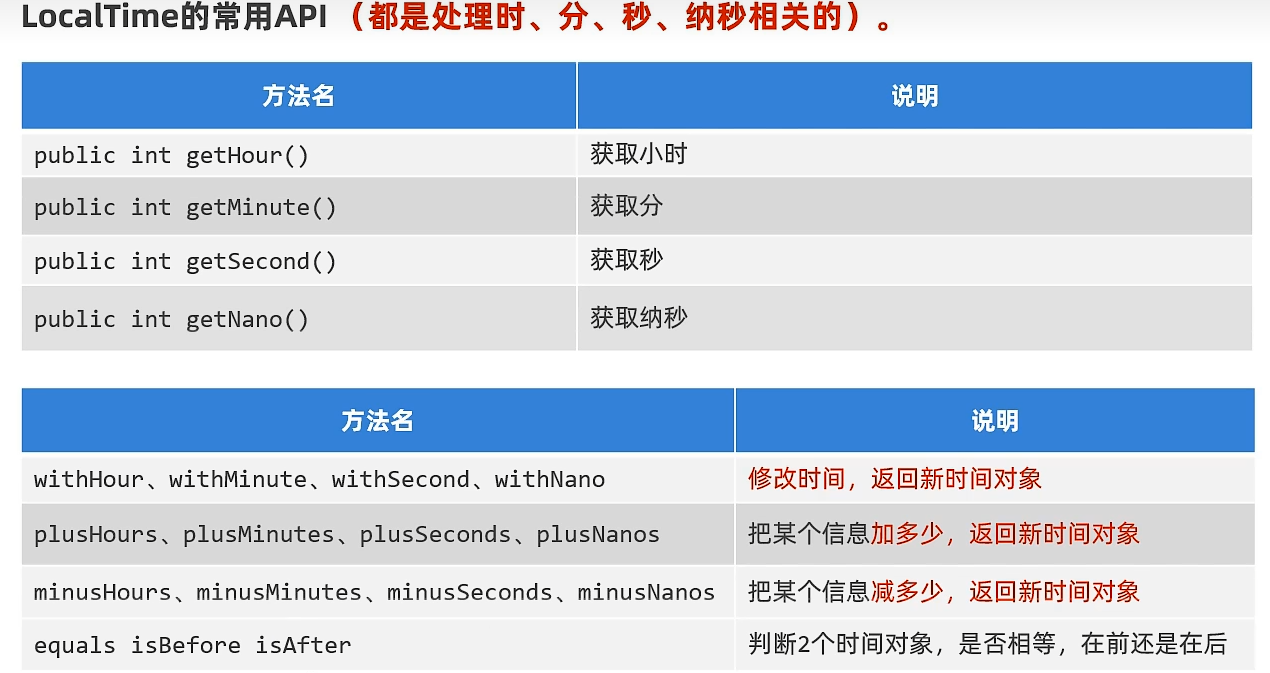 LocalTime的常用API（都是处理时、分、秒、纳秒相关的）。
方法名 说明
public int getHour() 获取小时
public int getMinute() 获取分
public int getSecond() 获取秒
public int getNano() 获取纳秒
方法名 说明
withHour、withMinute、withSecond、withNano 修改时间，返回新时间对象
plusHours、plusMinutes、plusSeconds、plusNanos 把某个信息加多少，返回新时间对象
minusHours、minusMinutes、minusSeconds、minusNanos 把某个信息减多少，返回新时间对象
equals isBefore isAfter 判断2个时间对象，是否相等，在前还是在后